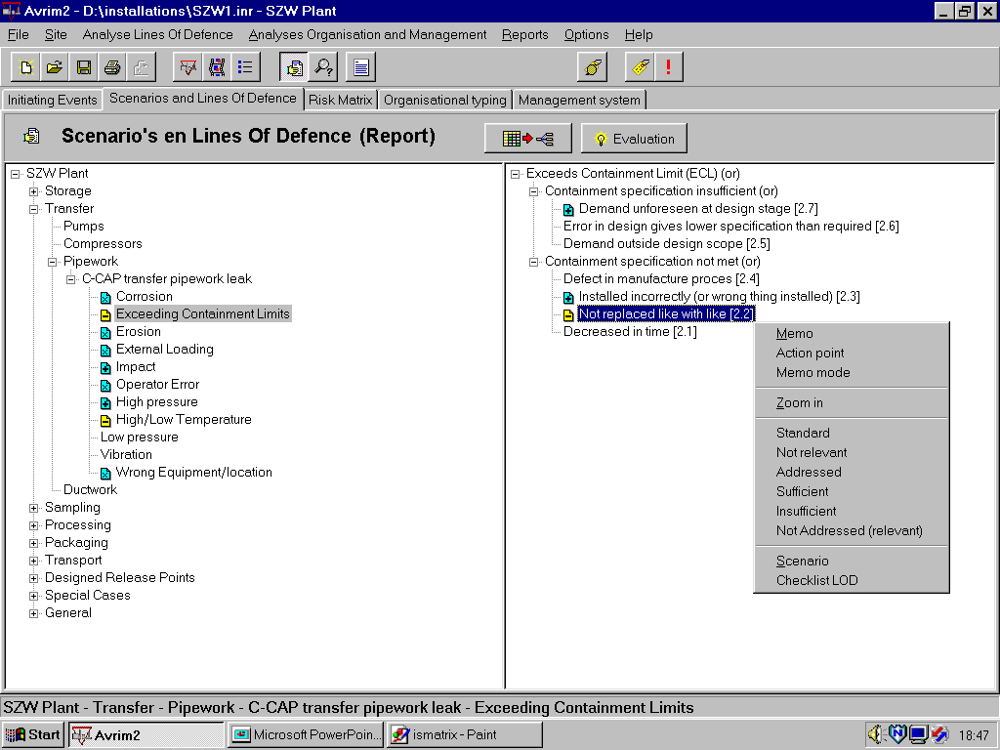 Avrim2 - D:\installations\SZW1.inr - SZW Plant
File Site Analyse Lines Of Defence Analyses Organisation and Management Reports Options Help
Initiating Events Scenarios and Lines Of Defence Risk Matrix Organisational typing Management system
Scenario's en Lines Of Defence (Report) Evaluation
SZW Plant
Storage
Transfer
Pumps
Compressors
Pipework
C-CAP transfer pipework leak
Corrosion
Exceeding Containment Limits
Erosion
External Loading
Impact
Operator Error
High pressure
High/Low Temperature
Low pressure
Vibration
Wrong Equipment/location
Ductwork
Sampling
Processing
Packaging
Transport
Designed Release Points
Special Cases
General
Exceeds Containment Limit (ECL) (or)
Containment specification insufficient (or)
Demand unforeseen at design stage [2.7]
Error in design gives lower specification than required [2.6]
Demand outside design scope [2.5]
Containment specification not met (or)
Defect in manufacture proces [2.4]
Installed incorrectly (or wrong thing installed) [2.3]
Not replaced like with like [2.2]
Decreased in time [2.1]
Memo
Action point
Memo mode
Zoom in
Standard
Not relevant
Addressed
Sufficient
Insufficient
Not Addressed (relevant)
Scenario
Checklist LOD
SZW Plant - Transfer - Pipework - C-CAP transfer pipework leak - Exceeding Containment Limits
Start Avrim2 Microsoft PowerPoin... ismatrix - Paint 18:47